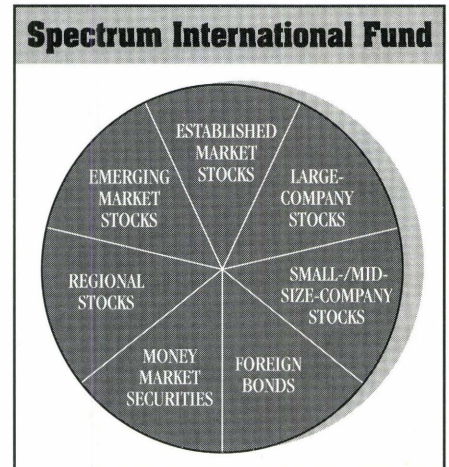 Spectrum International Fund
ESTABLISHED
MARKET
STOCKS
LARGE-
COMPANY
STOCKS
SMALL-/MID-
SIZE-COMPANY
STOCKS
FOREIGN
BONDS
MONEY
MARKET
SECURITIES
REGIONAL
STOCKS
EMERGING
MARKET
STOCKS